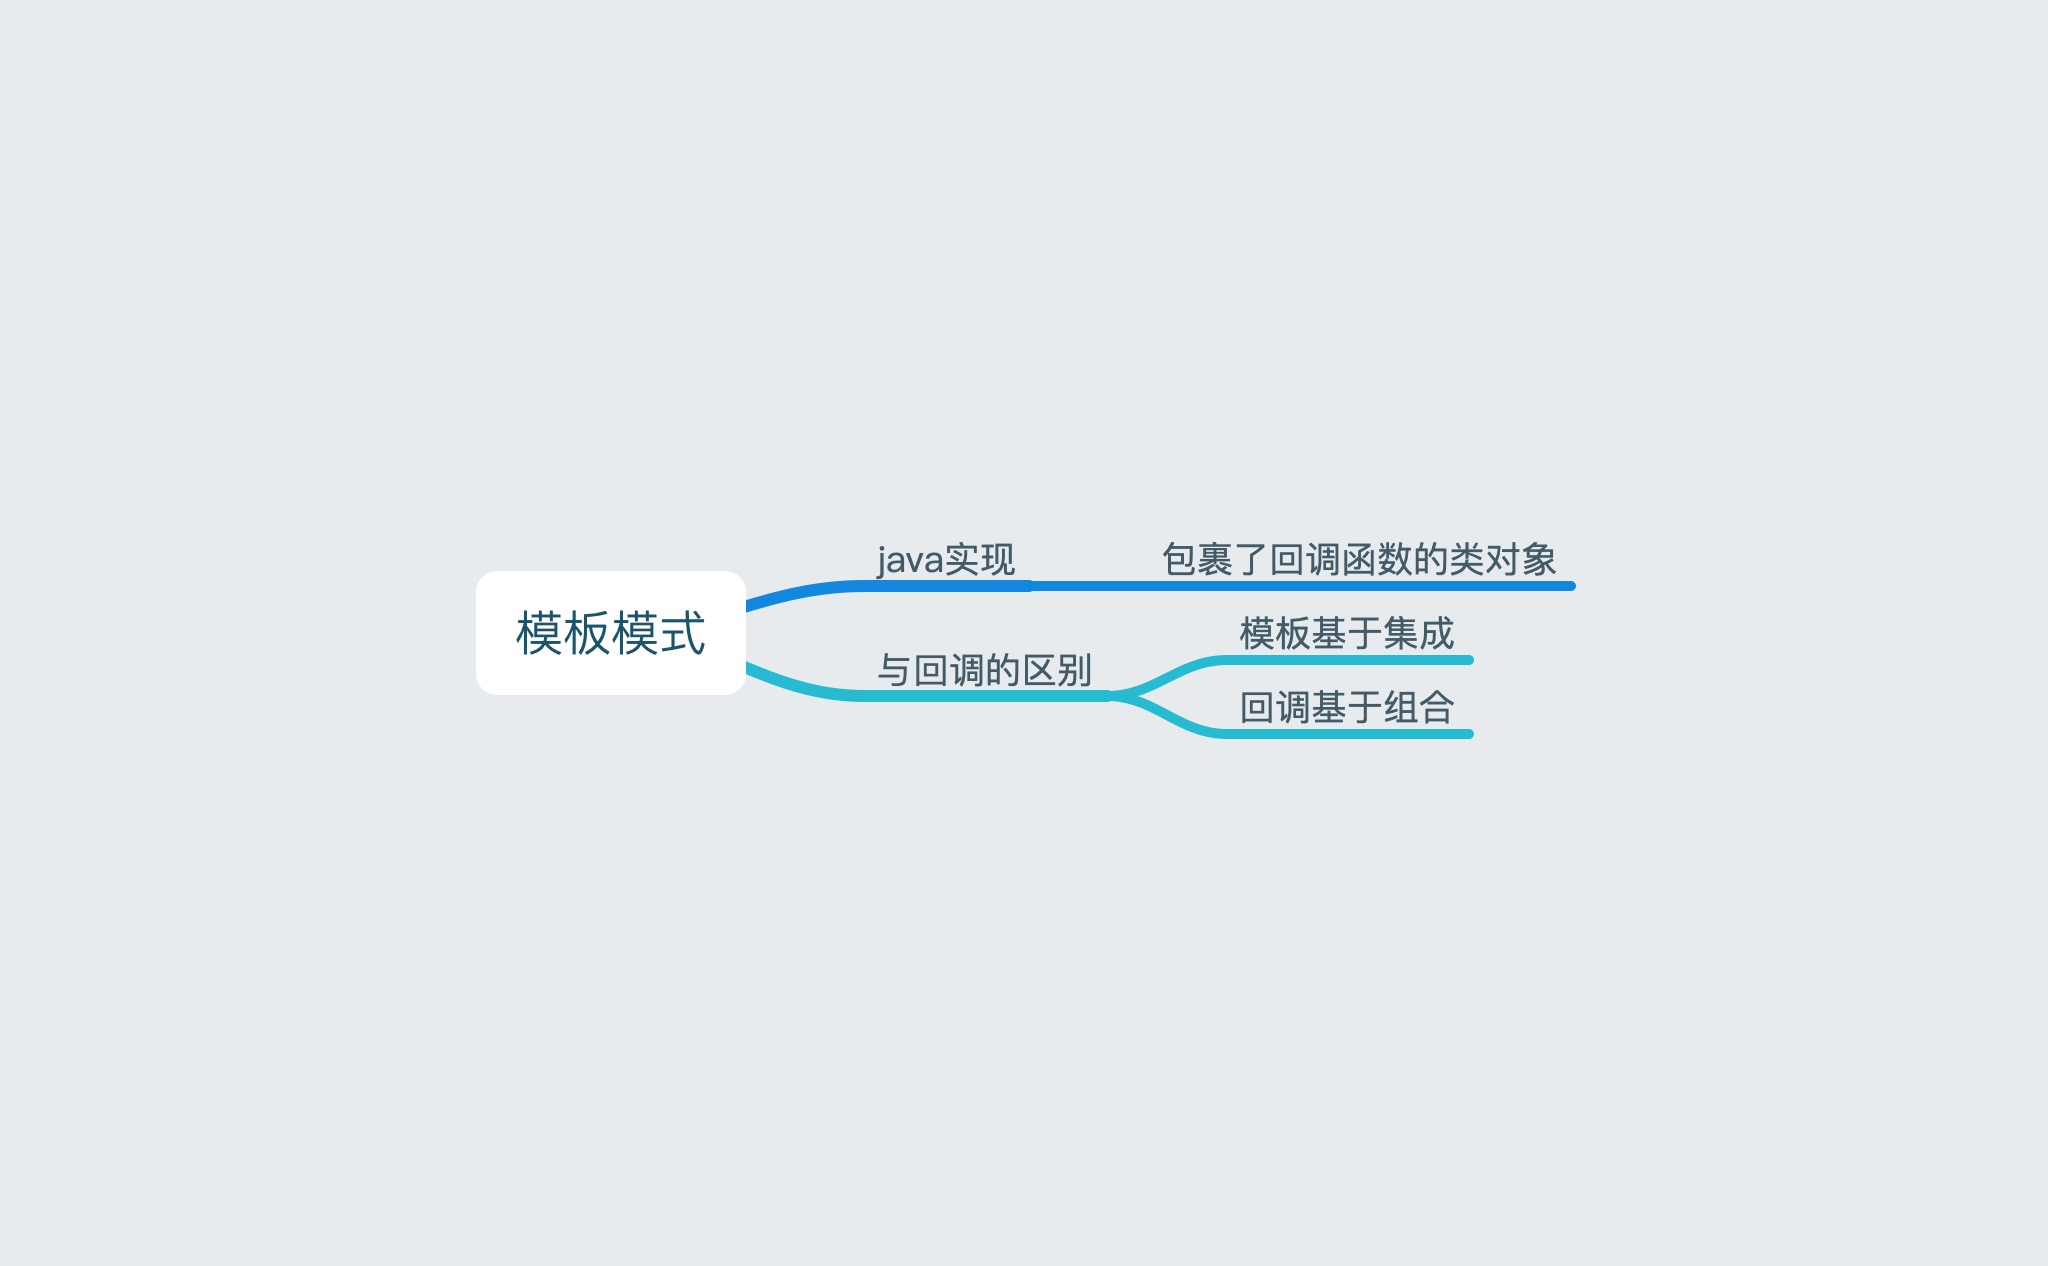 模板模式
java实现
包裹了回调函数的类对象
与回调的区别
模板基于集成
回调基于组合